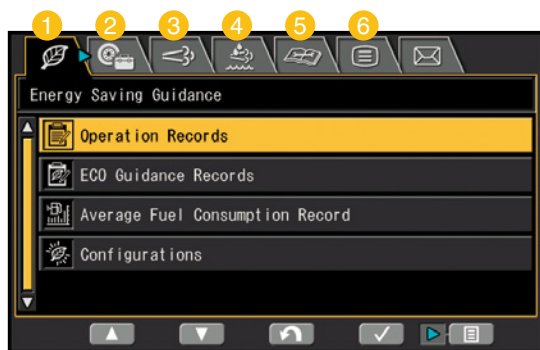 1 2 3 4 5 6
Energy Saving Guidance
Operation Records
ECO Guidance Records
Average Fuel Consumption Record
Configurations